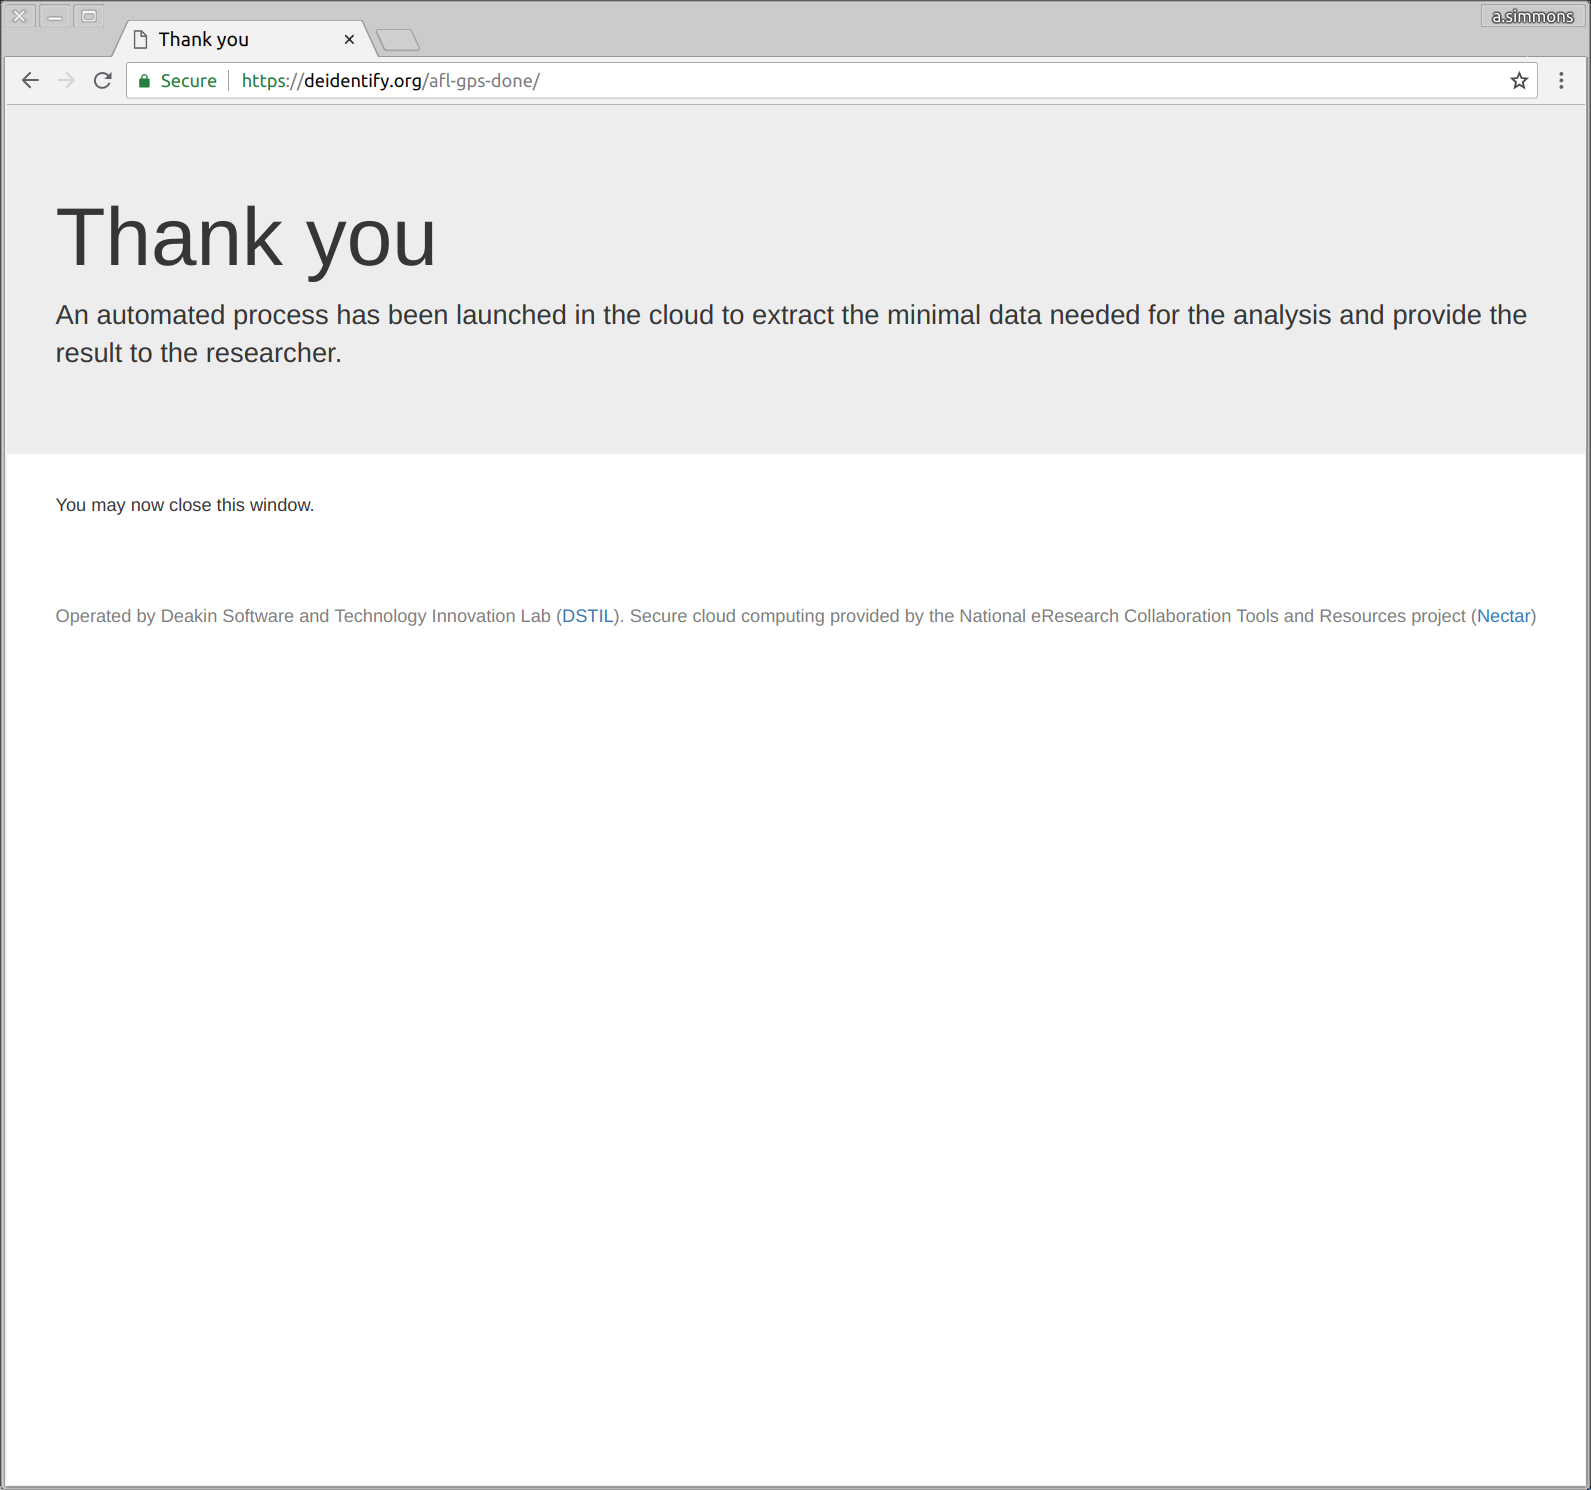 a.simmons
Thank you
Secure https://deidentify.org/afl-gps-done/
Thank you
An automated process has been launched in the cloud to extract the minimal data needed for the analysis and provide the
result to the researcher.
You may now close this window.
Operated by Deakin Software and Technology Innovation Lab (DSTIL). Secure cloud computing provided by the National eResearch Collaboration Tools and Resources project (Nectar)